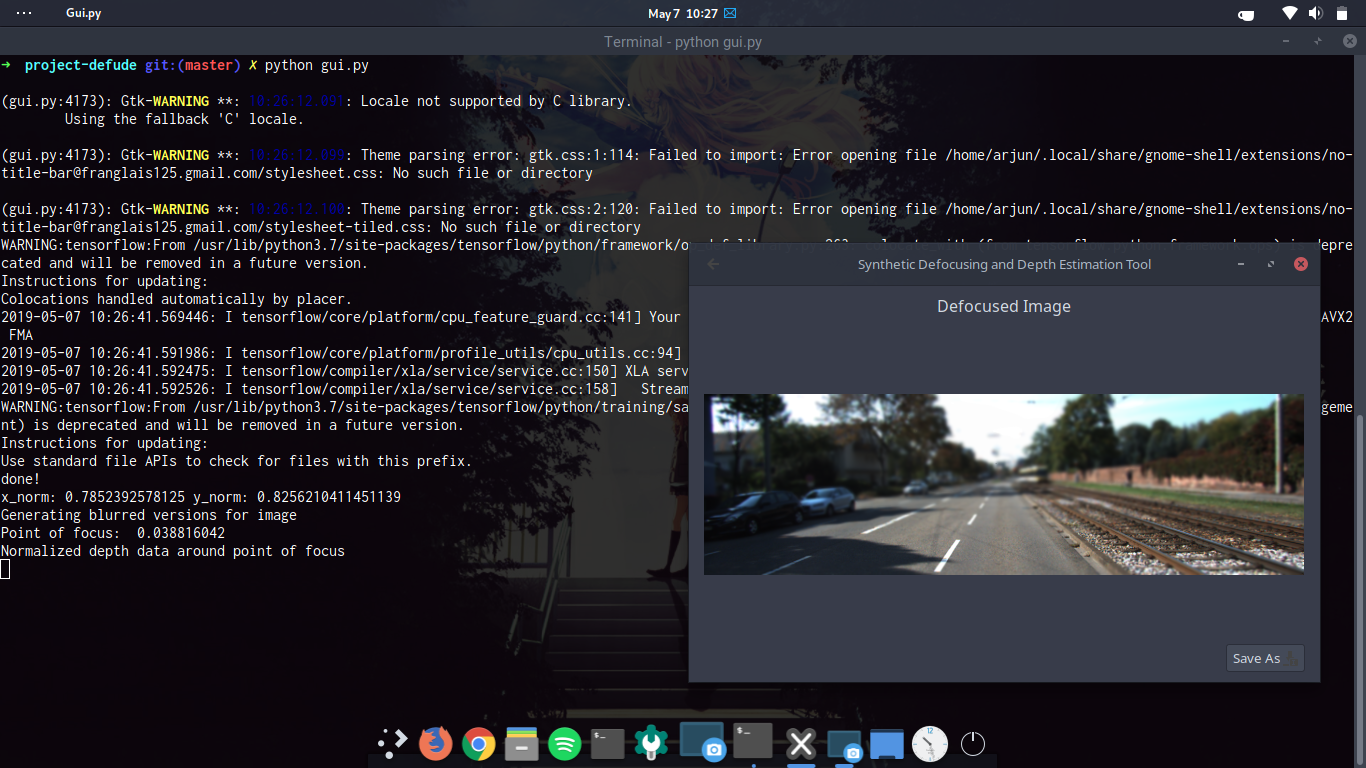 Gui.py
May 7 10:27
Terminal - python gui.py
→ project-defude git:(master) ✗ python gui.py
(gui.py:4173): Gtk-WARNING **: 10:26:12.091: Locale not supported by C library.
Using the fallback 'C' locale.
(gui.py:4173): Gtk-WARNING **: 10:26:12.099: Theme parsing error: gtk.css:1:114: Failed to import: Error opening file /home/arjun/.local/share/gnome-shell/extensions/no-
title-bar@franglais125.gmail.com/stylesheet.css: No such file or directory
(gui.py:4173): Gtk-WARNING **: 10:26:12.100: Theme parsing error: gtk.css:2:120: Failed to import: Error opening file /home/arjun/.local/share/gnome-shell/extensions/no-
title-bar@franglais125.gmail.com/stylesheet-tiled.css: No such file or directory
WARNING:tensorflow:From /usr/lib/python3.7/site-packages/tensorflow/python/framework/ is depre
cated and will be removed in a future version.
Instructions for updating:
Colocations handled automatically by placer.
2019-05-07 10:26:41.569446: I tensorflow/core/platform/cpu_feature_guard.cc:141] Your AVX2
FMA
2019-05-07 10:26:41.591986: I tensorflow/core/platform/profile_utils/cpu_utils.cc:94]
2019-05-07 10:26:41.592475: I tensorflow/compiler/xla/service/service.cc:150] XLA serv
2019-05-07 10:26:41.592526: I tensorflow/compiler/xla/service/service.cc:158] Stream
WARNING:tensorflow:From /usr/lib/python3.7/site-packages/tensorflow/python/training/sa geme
nt) is deprecated and will be removed in a future version.
Instructions for updating:
Use standard file APIs to check for files with this prefix.
done!
x_norm: 0.7852392578125 y_norm: 0.8256210411451139
Generating blurred versions for image
Point of focus: 0.038816042
Normalized depth data around point of focus
Synthetic Defocusing and Depth Estimation Tool
Defocused Image
Save As